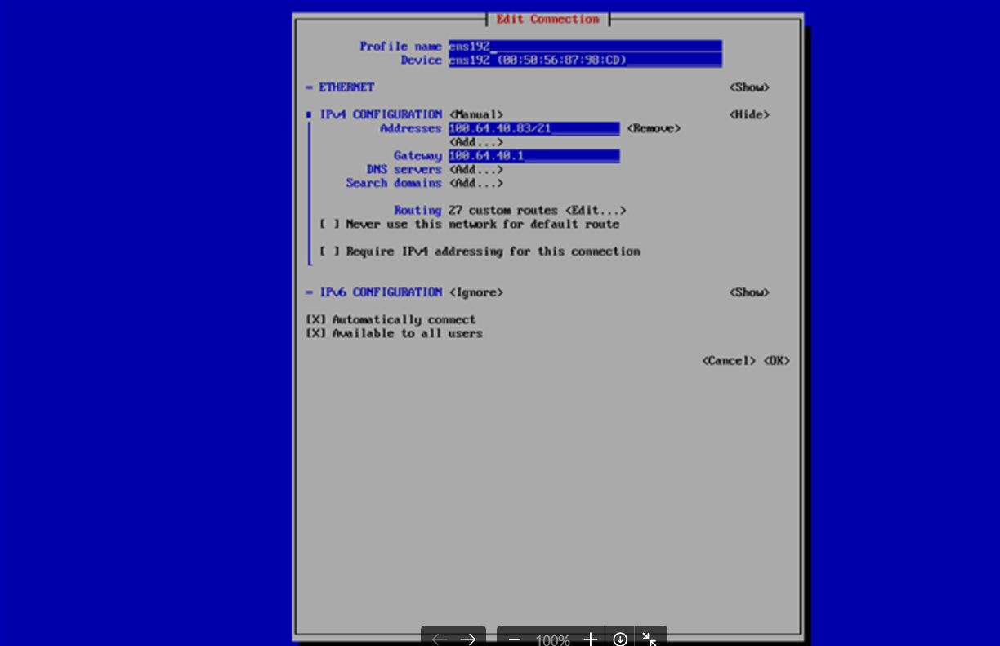 Edit Connection
Profile name ens192
Device ens192 (00:50:56:87:98:CD)
= ETHERNET <Show>
IPv4 CONFIGURATION <Manual> <Hide>
Addresses 100.64.40.83/21 <Remove>
<Add...>
Gateway 100.64.40.1
DNS servers <Add...>
Search domains <Add...>
Routing 27 custom routes <Edit...>
[ ] Never use this network for default route
[ ] Require IPv4 addressing for this connection
= IPv6 CONFIGURATION <Ignore> <Show>
[X] Automatically connect
[X] Available to all users
<Cancel> <OK>
100%